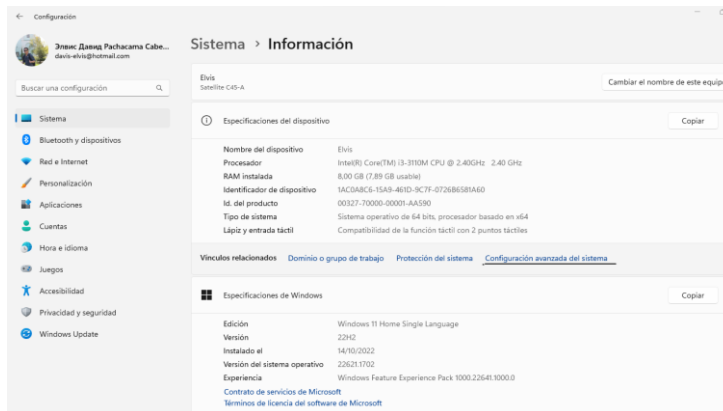 Configuración
Элвис Давид Pachacama Cabe...
davis-elvis@hotmail.com
Buscar una configuración
Sistema
Bluetooth y dispositivos
Red e Internet
Personalización
Aplicaciones
Cuentas
Hora e idioma
Juegos
Accesibilidad
Privacidad y seguridad
Windows Update
Sistema > Información
Elvis
Satellite C45-A
Cambiar el nombre de este equip
Especificaciones del dispositivo
Copiar
Nombre del dispositivo Elvis
Procesador Intel(R) Core(TM) i3-3110M CPU @ 2.40GHz 2.40 GHz
RAM instalada 8,00 GB (7,89 GB usable)
Identificador de dispositivo 1AC0A8C6-15A9-461D-9C7F-0726B6581A60
Id. del producto 00327-70000-00001-AA590
Tipo de sistema Sistema operativo de 64 bits, procesador basado en x64
Lápiz y entrada táctil Compatibilidad de la función táctil con 2 puntos táctiles
Vínculos relacionados Dominio o grupo de trabajo Protección del sistema Configuración avanzada del sistema
Especificaciones de Windows
Copiar
Edición Windows 11 Home Single Language
Versión 22H2
Instalado el 14/10/2022
Versión del sistema operativo 22621.1702
Experiencia Windows Feature Experience Pack 1000.22641.1000.0
Contrato de servicios de Microsoft
Términos de licencia del software de Microsoft